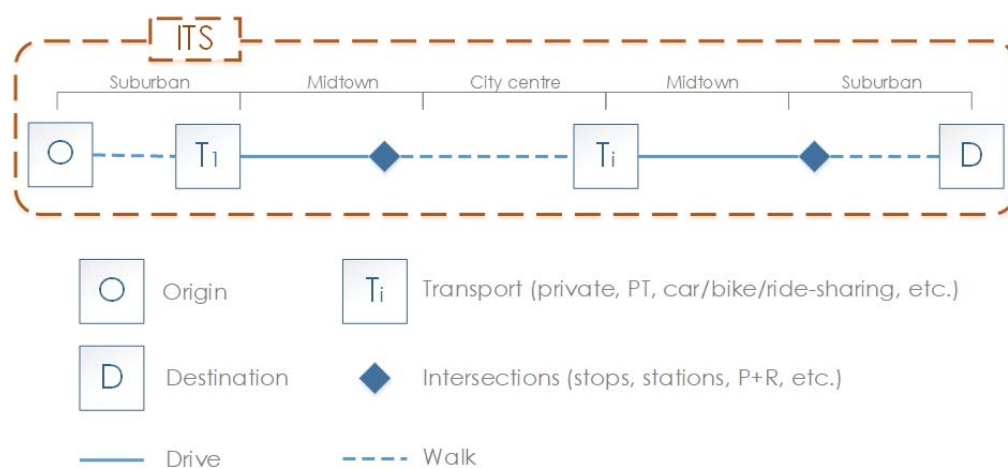 ITS
Suburban Midtown City centre Midtown Suburban
O T1 Ti D
O Origin Ti Transport (private, PT, car/bike/ride-sharing, etc.)
D Destination Intersections (stops, stations, P+R, etc.)
Drive Walk